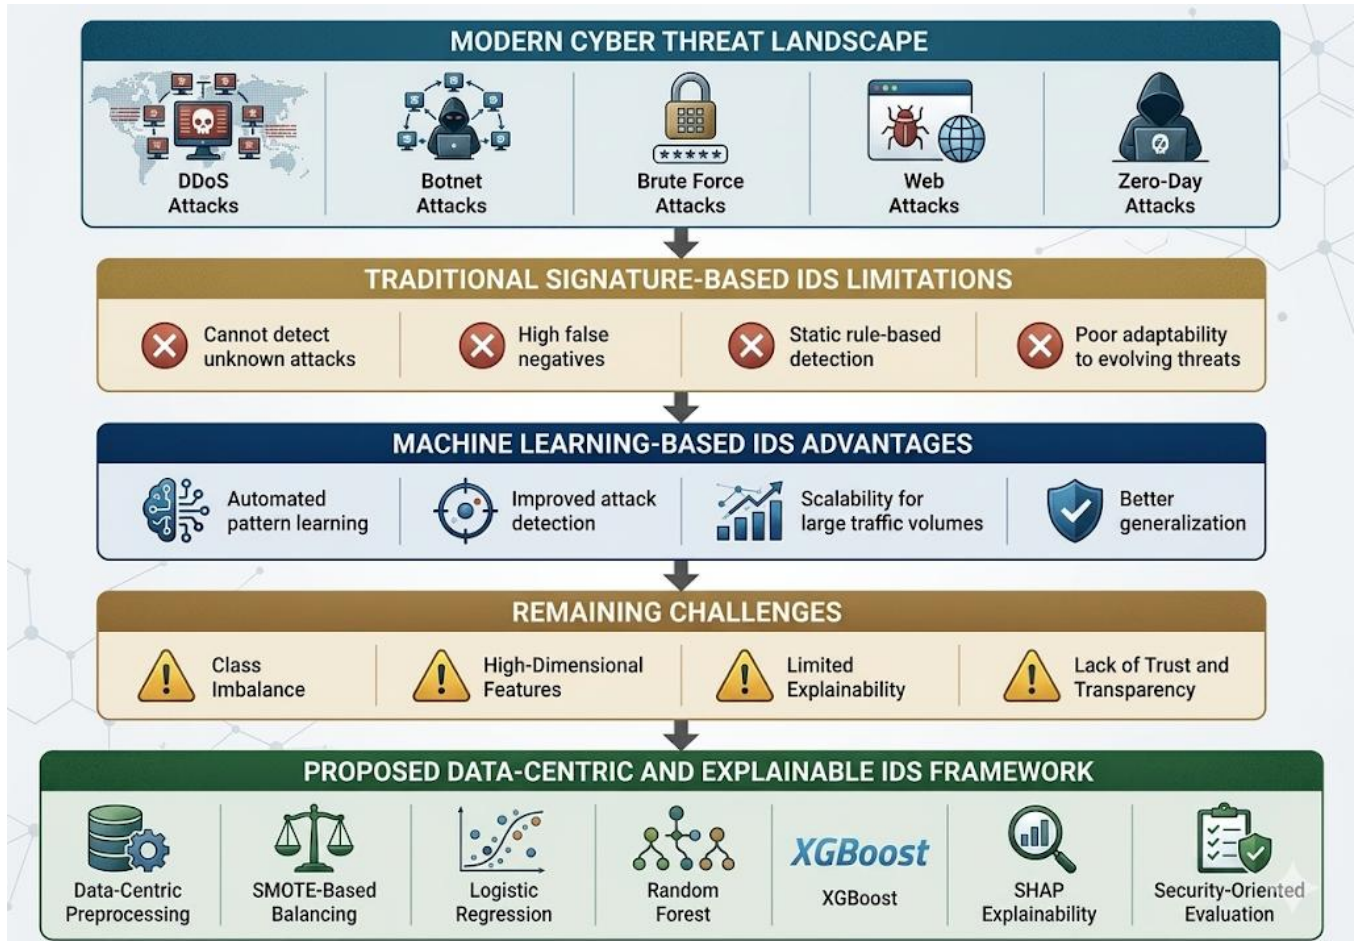 MODERN CYBER THREAT LANDSCAPE
DDoS
Attacks
Botnet
Attacks
*****
Brute Force
Attacks
Web
Attacks
Zero-Day
Attacks
TRADITIONAL SIGNATURE-BASED IDS LIMITATIONS
Cannot detect
unknown attacks
High false
negatives
Static rule-based
detection
Poor adaptability
to evolving threats
MACHINE LEARNING-BASED IDS ADVANTAGES
Automated
pattern learning
Improved attack
detection
Scalability for
large traffic volumes
Better
generalization
REMAINING CHALLENGES
Class
Imbalance
High-Dimensional
Features
Limited
Explainability
Lack of Trust and
Transparency
PROPOSED DATA-CENTRIC AND EXPLAINABLE IDS FRAMEWORK
Data-Centric
Preprocessing
SMOTE-Based
Balancing
Logistic
Regression
Random
Forest
XGBoost
XGBoost
SHAP
Explainability
Security-Oriented
Evaluation